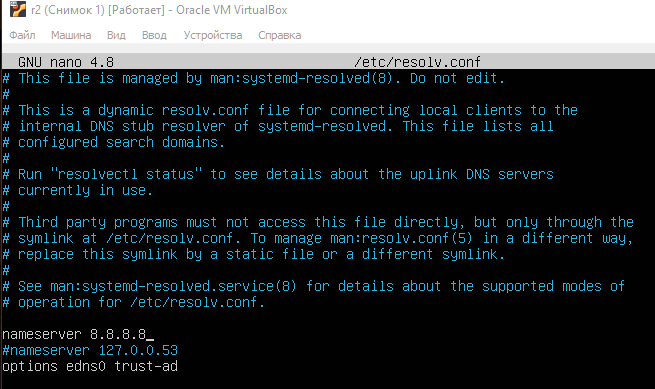 r2 (Снимок 1) [Работает] - Oracle VM VirtualBox
Файл Машина Вид Ввод Устройства Справка
GNU nano 4.8 /etc/resolv.conf
# This file is managed by man:systemd-resolved(8). Do not edit.
#
# This is a dynamic resolv.conf file for connecting local clients to the
# internal DNS stub resolver of systemd-resolved. This file lists all
# configured search domains.
#
# Run "resolvectl status" to see details about the uplink DNS servers
# currently in use.
#
# Third party programs must not access this file directly, but only through the
# symlink at /etc/resolv.conf. To manage man:resolv.conf(5) in a different way,
# replace this symlink by a static file or a different symlink.
#
# See man:systemd-resolved.service(8) for details about the supported modes of
# operation for /etc/resolv.conf.
nameserver 8.8.8.8
#nameserver 127.0.0.53
options edns0 trust-ad